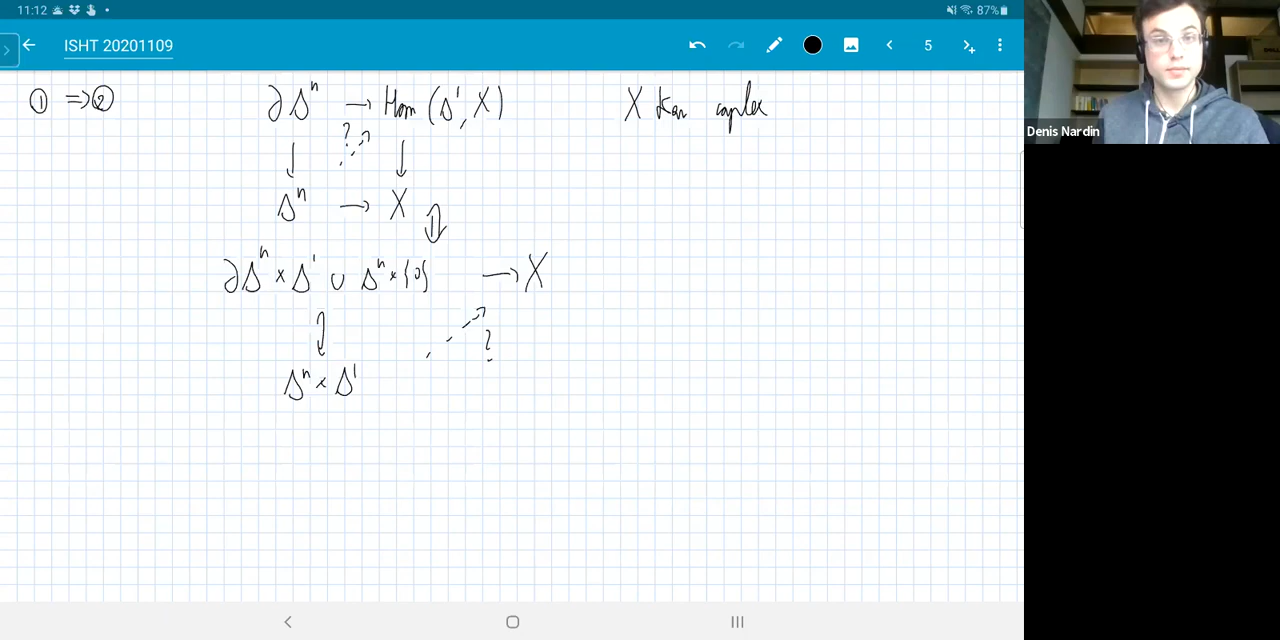 11:12
87%
ISHT 20201109
5
Denis Nardin
① ⇒ ② ∂Δⁿ → Hom (Δ¹, X) X Kan complex
?
Δⁿ → X
∂Δⁿ × Δ¹ ∪ Δⁿ × {0} → X
?
Δⁿ × Δ¹